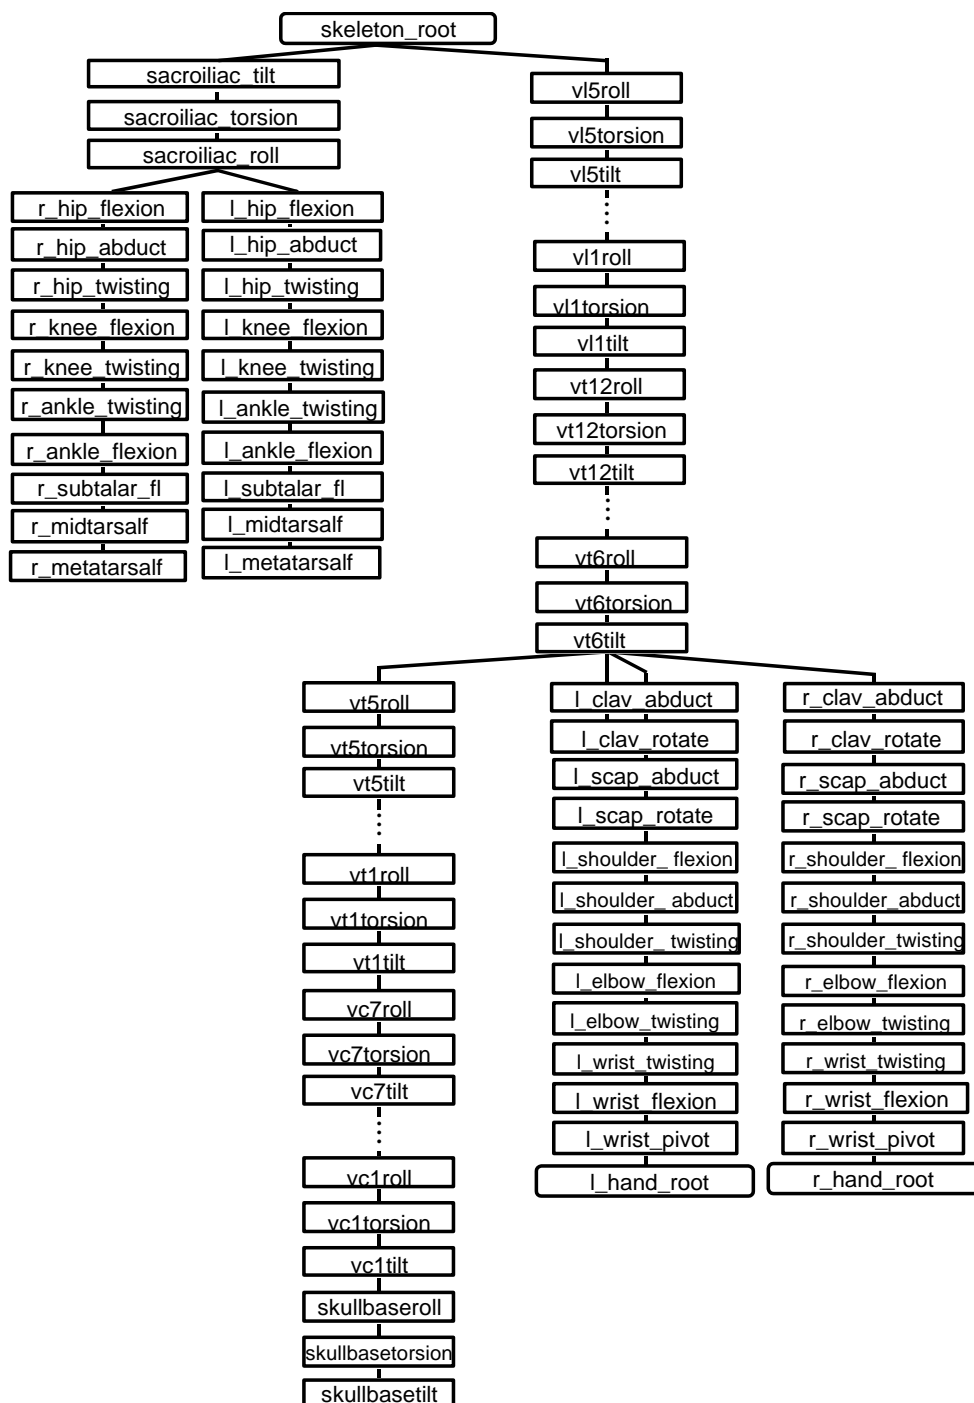 skeleton_root
sacroiliac_tilt
sacroiliac_torsion
sacroiliac_roll
r_hip_flexion
r_hip_abduct
r_hip_twisting
r_knee_flexion
r_knee_twisting
r_ankle_twisting
r_ankle_flexion
r_subtalar_fl
r_midtarsalf
r_metatarsalf
l_hip_flexion
l_hip_abduct
l_hip_twisting
l_knee_flexion
l_knee_twisting
l_ankle_twisting
l_ankle_flexion
l_subtalar_fl
l_midtarsalf
l_metatarsalf
vl5roll
vl5torsion
vl5tilt
vl1roll
vl1torsion
vl1tilt
vt12roll
vt12torsion
vt12tilt
vt6roll
vt6torsion
vt6tilt
vt5roll
vt5torsion
vt5tilt
vt1roll
vt1torsion
vt1tilt
vc7roll
vc7torsion
vc7tilt
vc1roll
vc1torsion
vc1tilt
skullbaseroll
skullbasetorsion
skullbasetilt
l_clav_abduct
l_clav_rotate
l_scap_abduct
l_scap_rotate
l_shoulder_ flexion
l_shoulder_ abduct
l_shoulder_ twisting
l_elbow_flexion
l_elbow_twisting
l_wrist_twisting
l_wrist_flexion
l_wrist_pivot
l_hand_root
r_clav_abduct
r_clav_rotate
r_scap_abduct
r_scap_rotate
r_shoulder_ flexion
r_shoulder_abduct
r_shoulder_twisting
r_elbow_flexion
r_elbow_twisting
r_wrist_twisting
r_wrist_flexion
r_wrist_pivot
r_hand_root